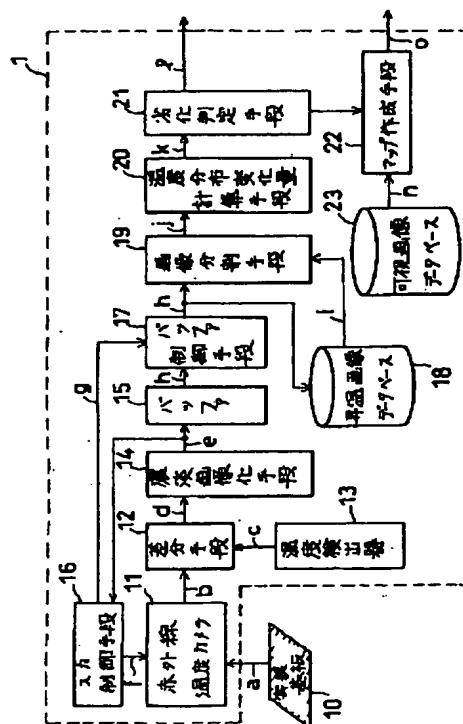 1
16
入力
制御手段
g
f
11
赤外線
温度カメラ
a
実装
基板
10
b
12
差分手段
c
13
温度検出器
d
14
濃淡画像化手段
e
15
バッファ
h
17
バッファ
制御手段
h
18
昇温画像
データベース
i
19
画像分割手段
j
20
温度分布変化量
計算手段
k
21
劣化判定手段
ℓ
22
マップ作成手段
o
n
23
可視画像
データベース